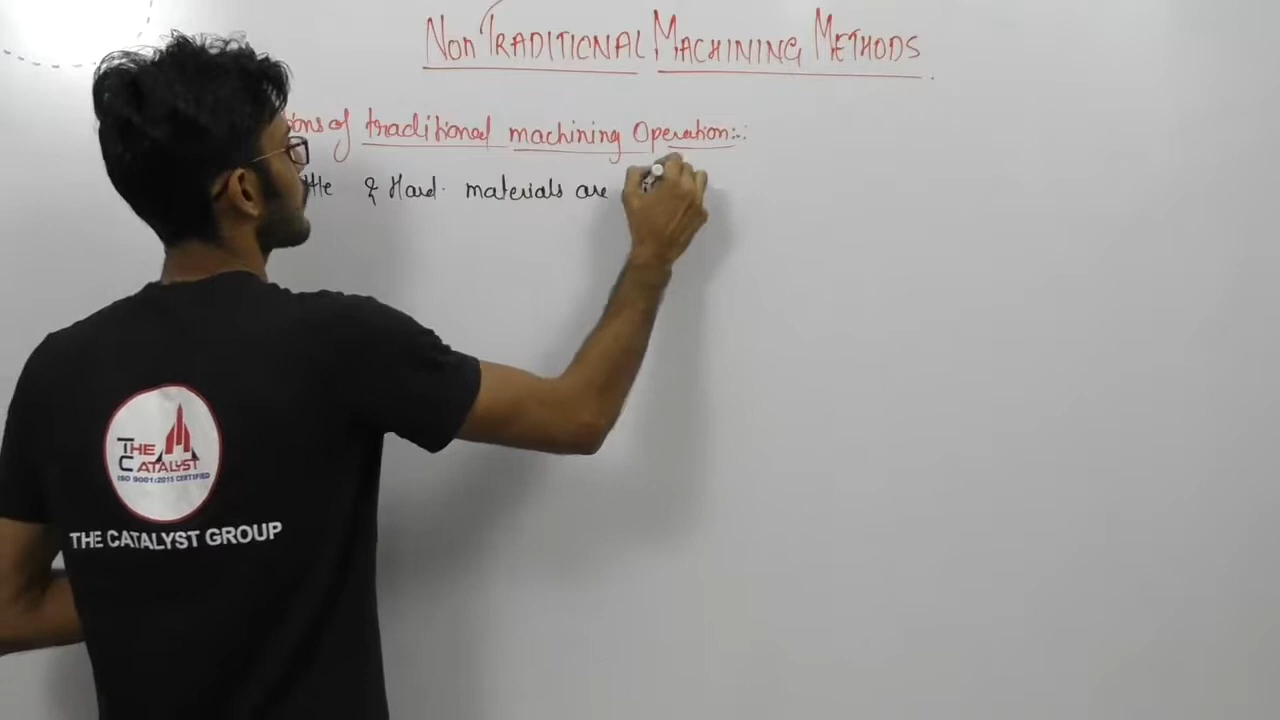 Non TRADITIONAL MACHINING METHODS
of traditional machining Operation:-
& Hard materials are
THE
CATALYST
ISO 9001:2015 CERTIFIED
THE CATALYST GROUP